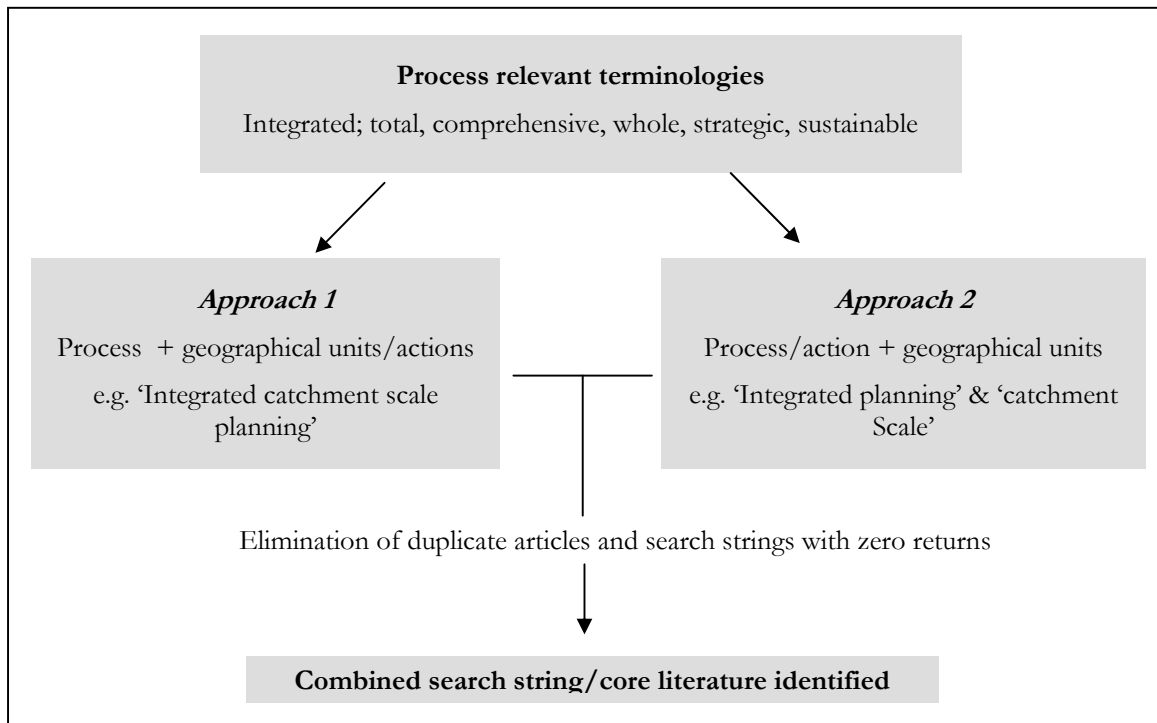 Process relevant terminologies
Integrated; total, comprehensive, whole, strategic, sustainable
Approach 1
Process + geographical units/actions
e.g. ‘Integrated catchment scale
planning’
Approach 2
Process/action + geographical units
e.g. ‘Integrated planning’ & ‘catchment
Scale’
Elimination of duplicate articles and search strings with zero returns
Combined search string/core literature identified